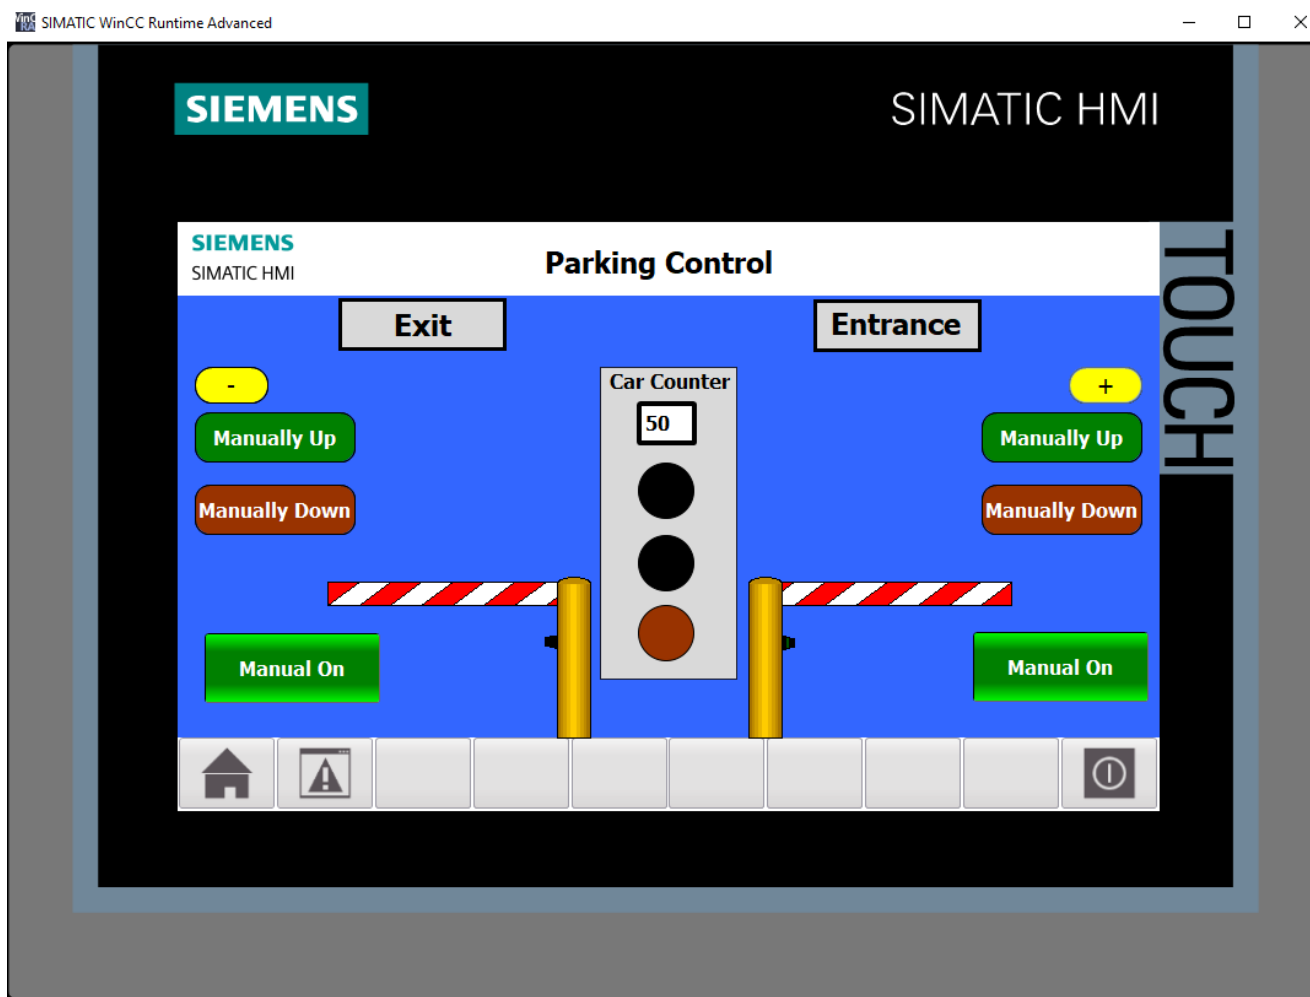 SIMATIC WinCC Runtime Advanced
SIEMENS
SIMATIC HMI
TOUCH
SIEMENS
SIMATIC HMI
Parking Control
Exit
Entrance
-
Car Counter
+
50
Manually Up
Manually Up
Manually Down
Manually Down
Manual On
Manual On